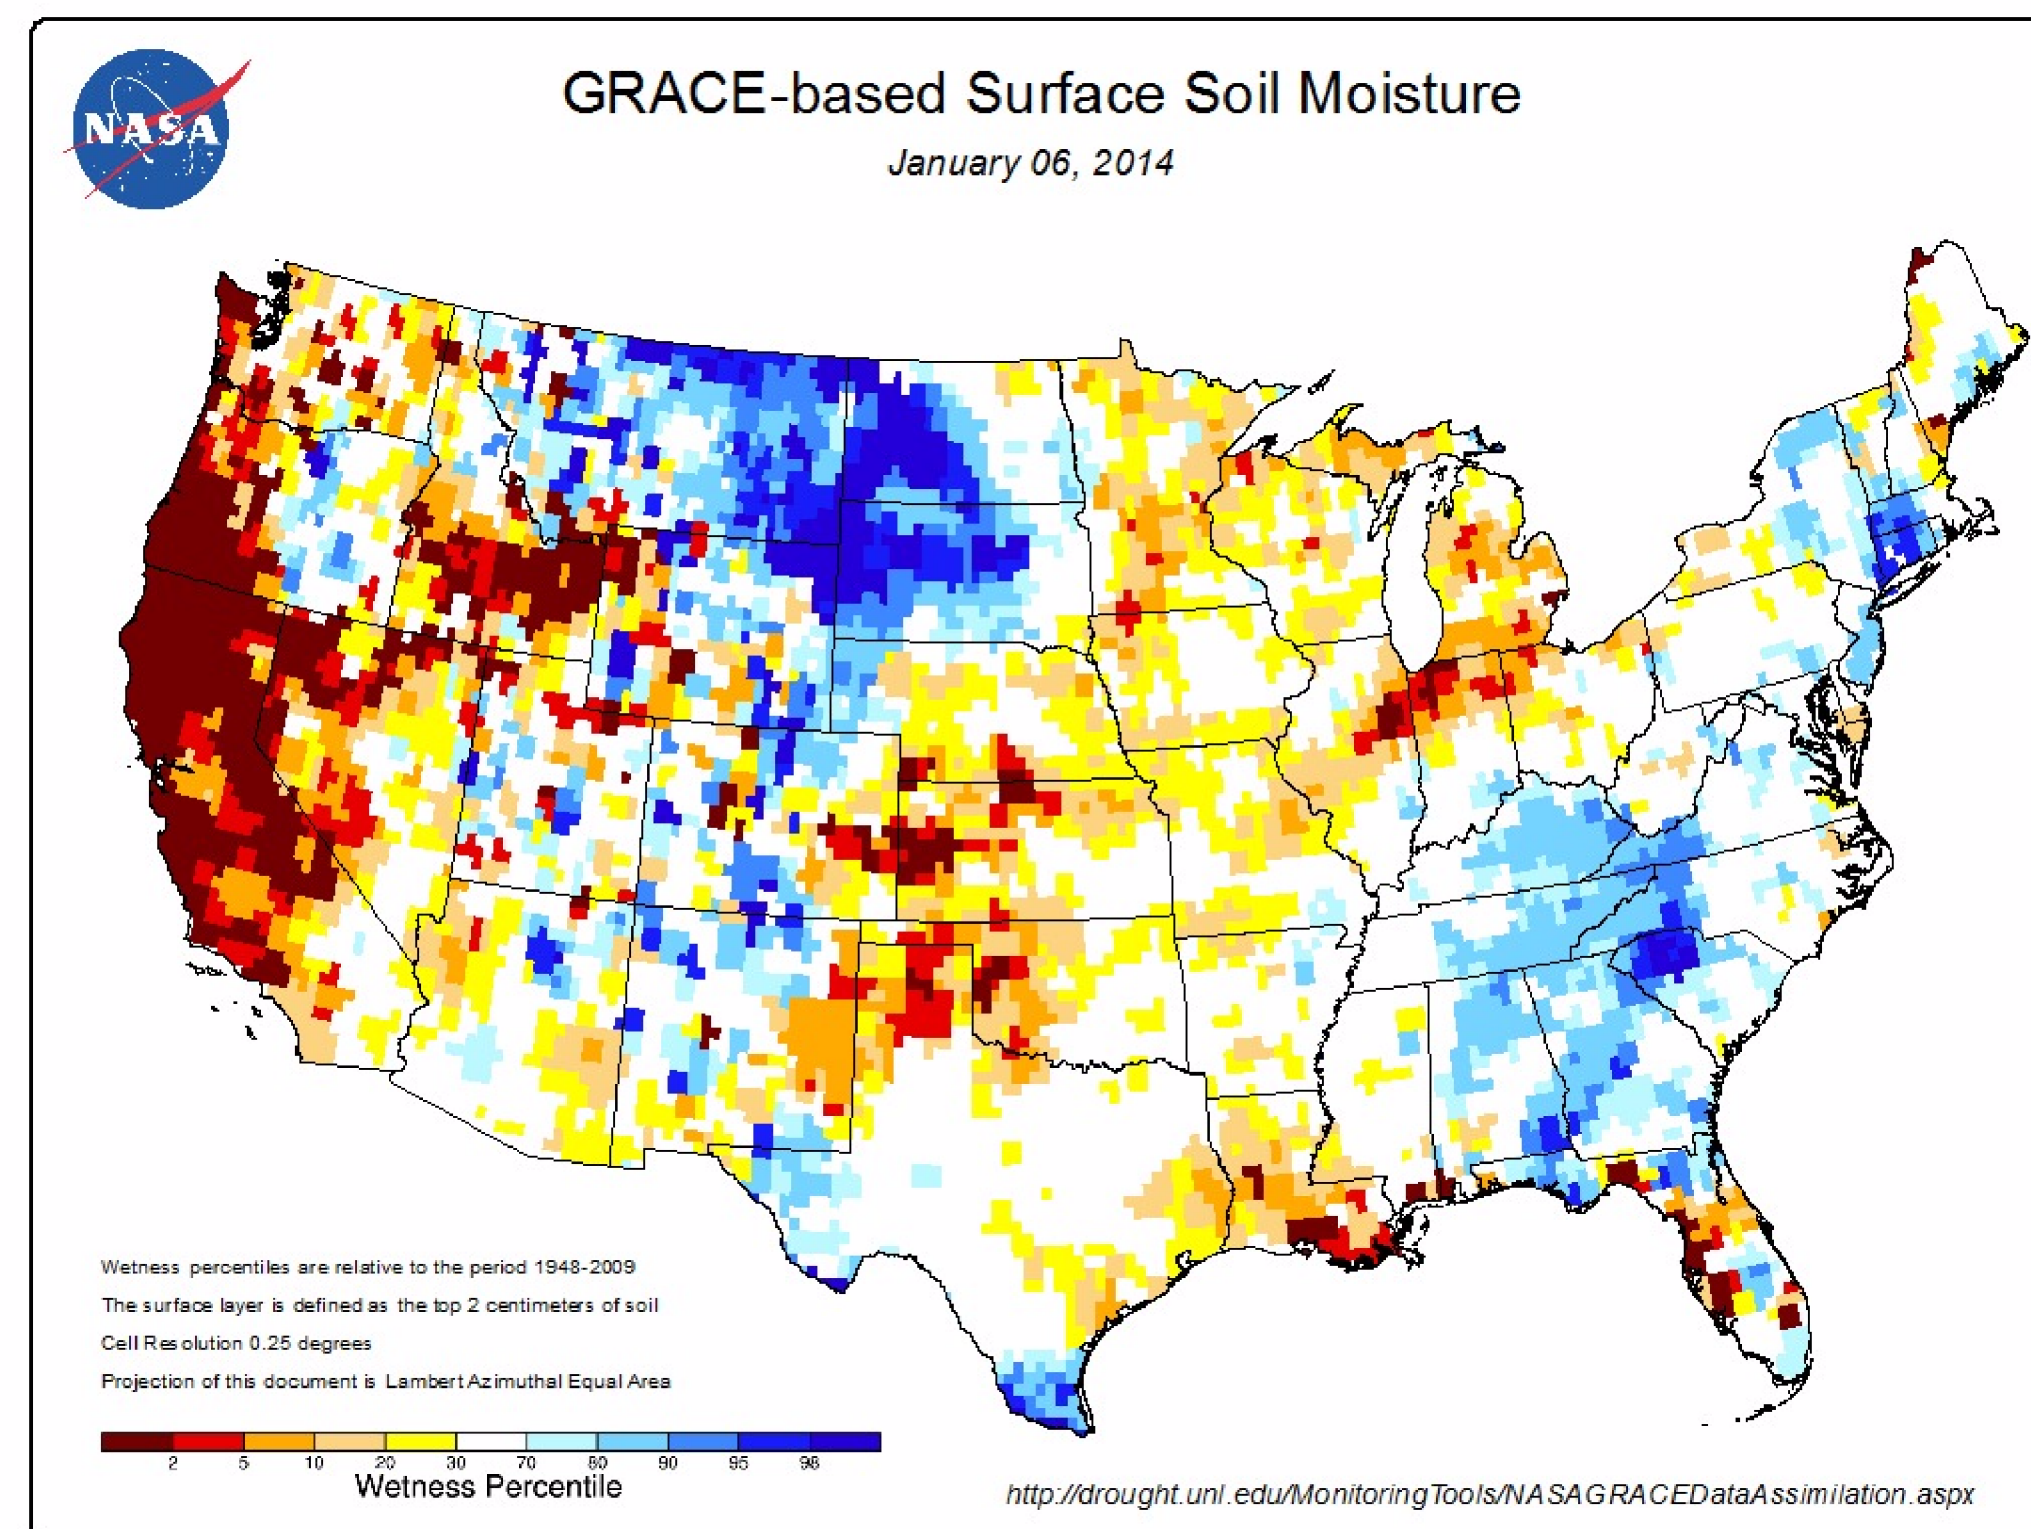 NASA
GRACE-based Surface Soil Moisture
January 06, 2014
Wetness percentiles are relative to the period 1948-2009
The surface layer is defined as the top 2 centimeters of soil
Cell Resolution 0.25 degrees
Projection of this document is Lambert Azimuthal Equal Area
2 5 10 20 30 70 80 90 95 98
Wetness Percentile
http://drought.unl.edu/MonitoringTools/NASAGRACEDataAssimilation.aspx